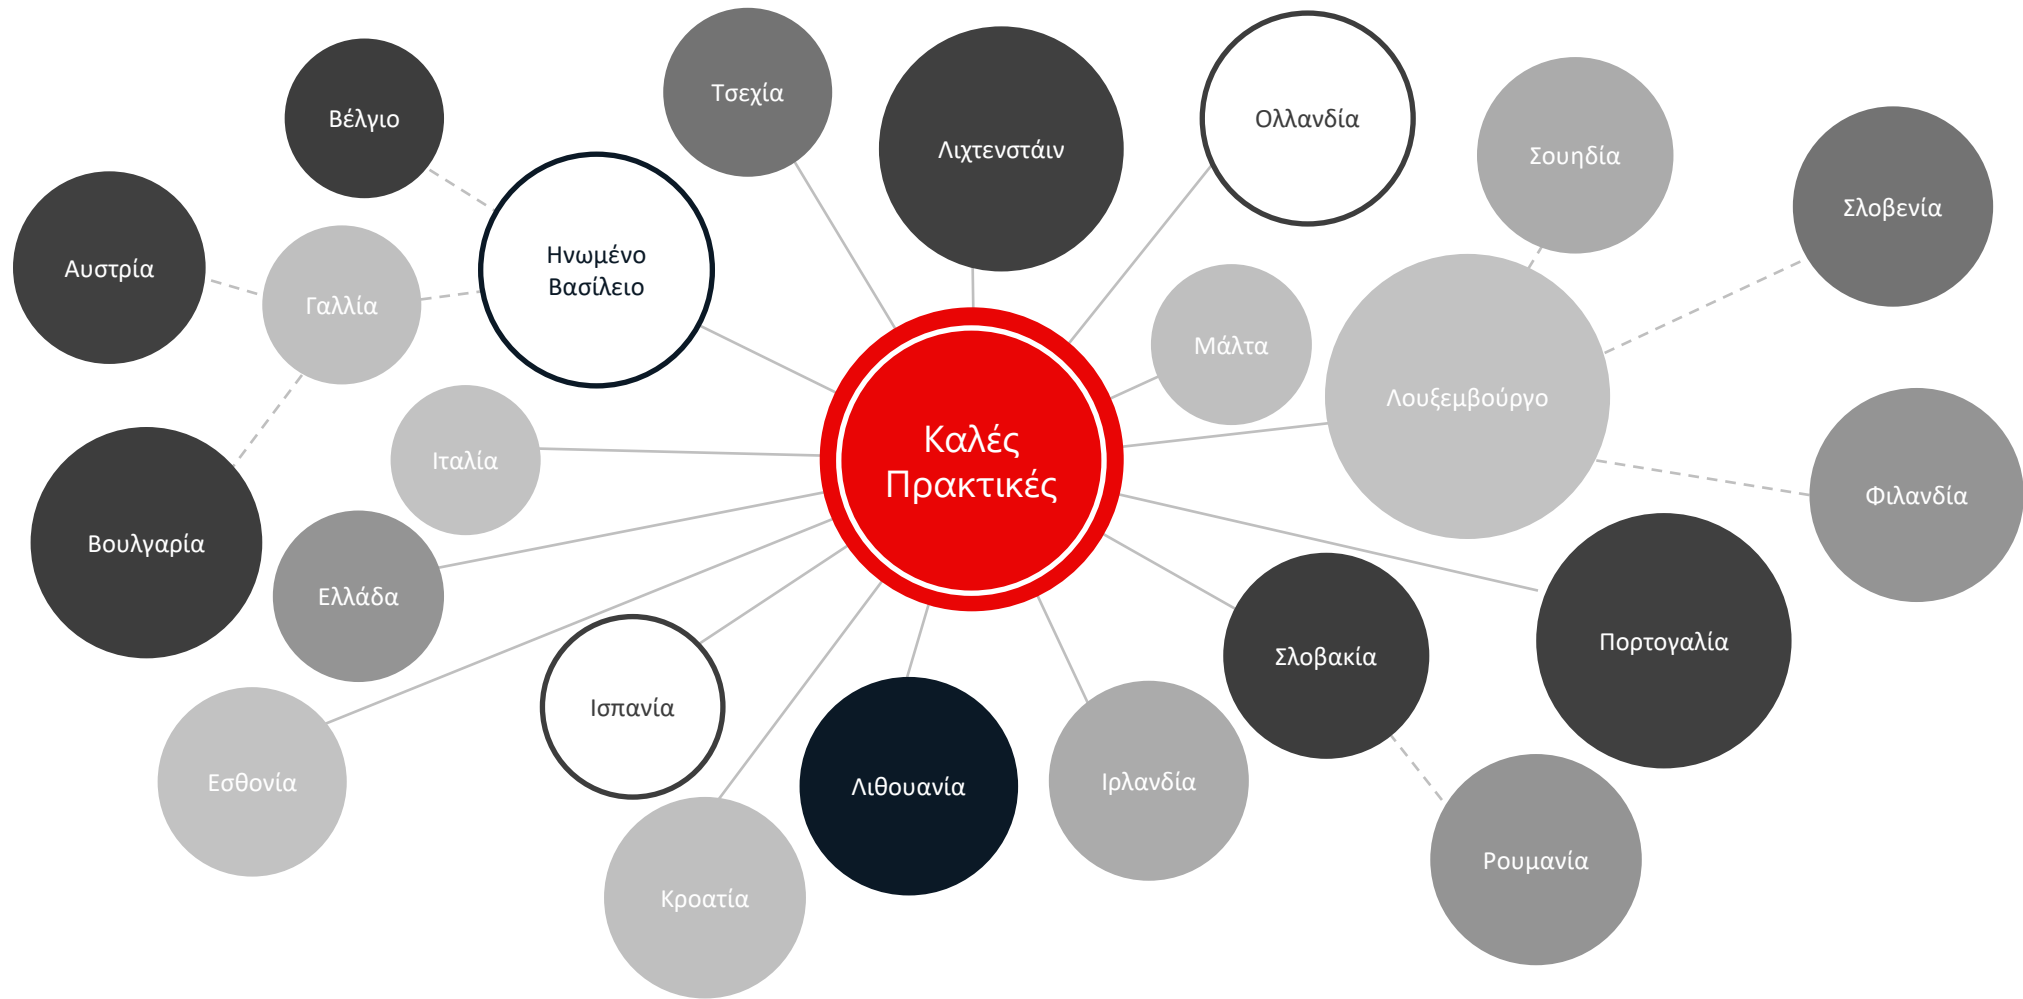 Τσεχία
Βέλγιο
Λιχτενστάιν
Ολλανδία
Σουηδία
Σλοβενία
Αυστρία
Γαλλία
Ηνωμένο
Βασίλειο
Μάλτα
Λουξεμβούργο
Ιταλία
Καλές
Πρακτικές
Φιλανδία
Βουλγαρία
Ελλάδα
Σλοβακία
Πορτογαλία
Ισπανία
Εσθονία
Λιθουανία
Ιρλανδία
Ρουμανία
Κροατία